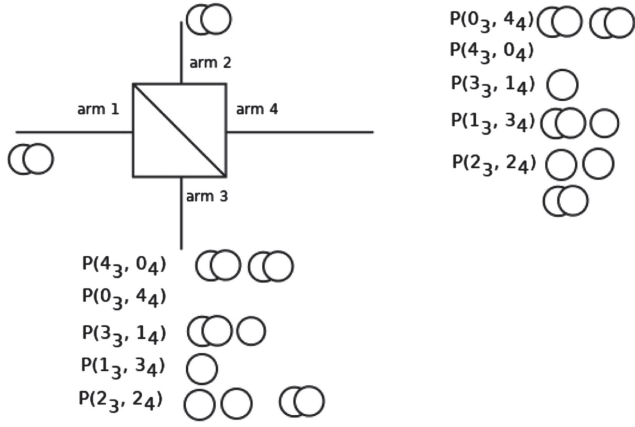 arm 2
arm 1
arm 4
arm 3
P(0₃, 4₄)
P(4₃, 0₄)
P(3₃, 1₄)
P(1₃, 3₄)
P(2₃, 2₄)
P(4₃, 0₄)
P(0₃, 4₄)
P(3₃, 1₄)
P(1₃, 3₄)
P(2₃, 2₄)